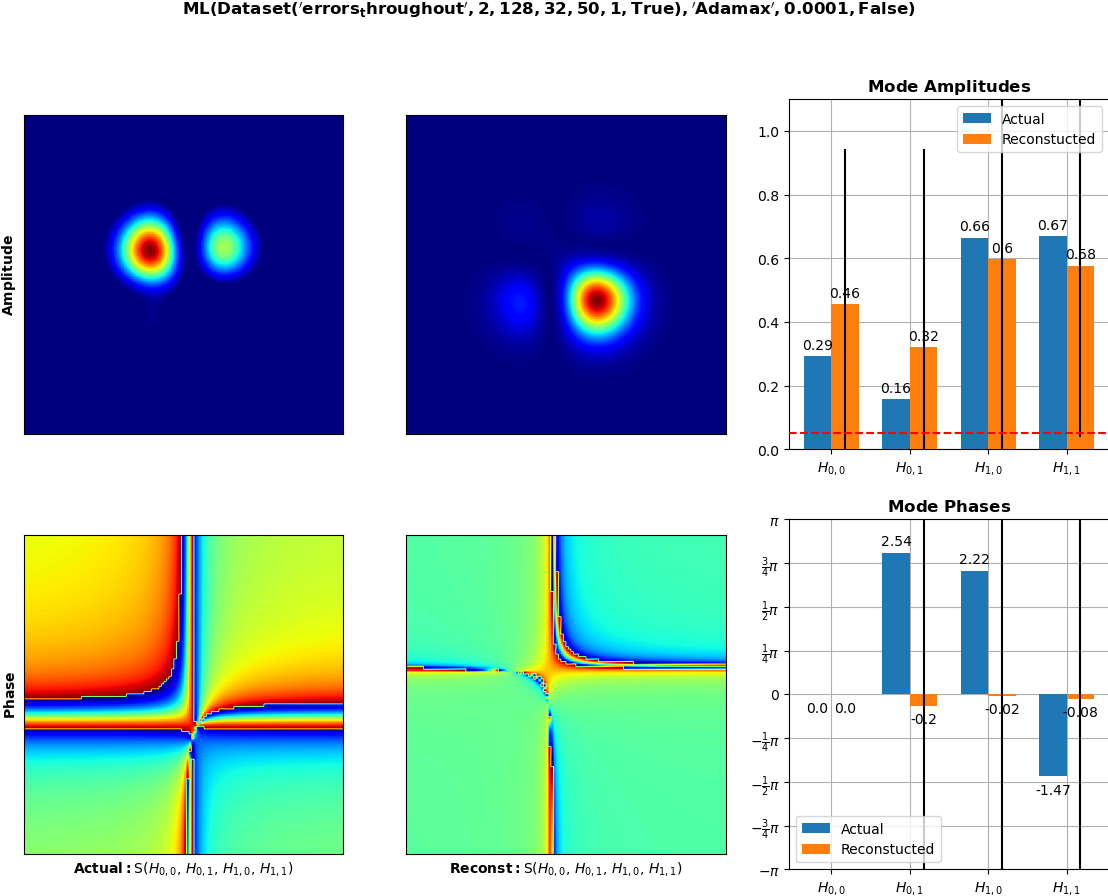 ML(Dataset('errors_throughout', 2, 128, 32, 50, 1, True), 'Adamax', 0.0001, False)
Amplitude
Mode Amplitudes
Actual
Reconstucted
1.0
0.8
0.6
0.4
0.2
0.0
0.29
0.46
0.16
0.32
0.66
0.6
0.67
0.58
H0,0
H0,1
H1,0
H1,1
Phase
Actual: S(H0,0, H0,1, H1,0, H1,1)
Reconst: S(H0,0, H0,1, H1,0, H1,1)
Mode Phases
π
3/4π
1/2π
1/4π
0
−1/4π
−1/2π
−3/4π
−π
0.0
0.0
2.54
-0.2
2.22
-0.02
-1.47
-0.08
Actual
Reconstucted
H0,0
H0,1
H1,0
H1,1